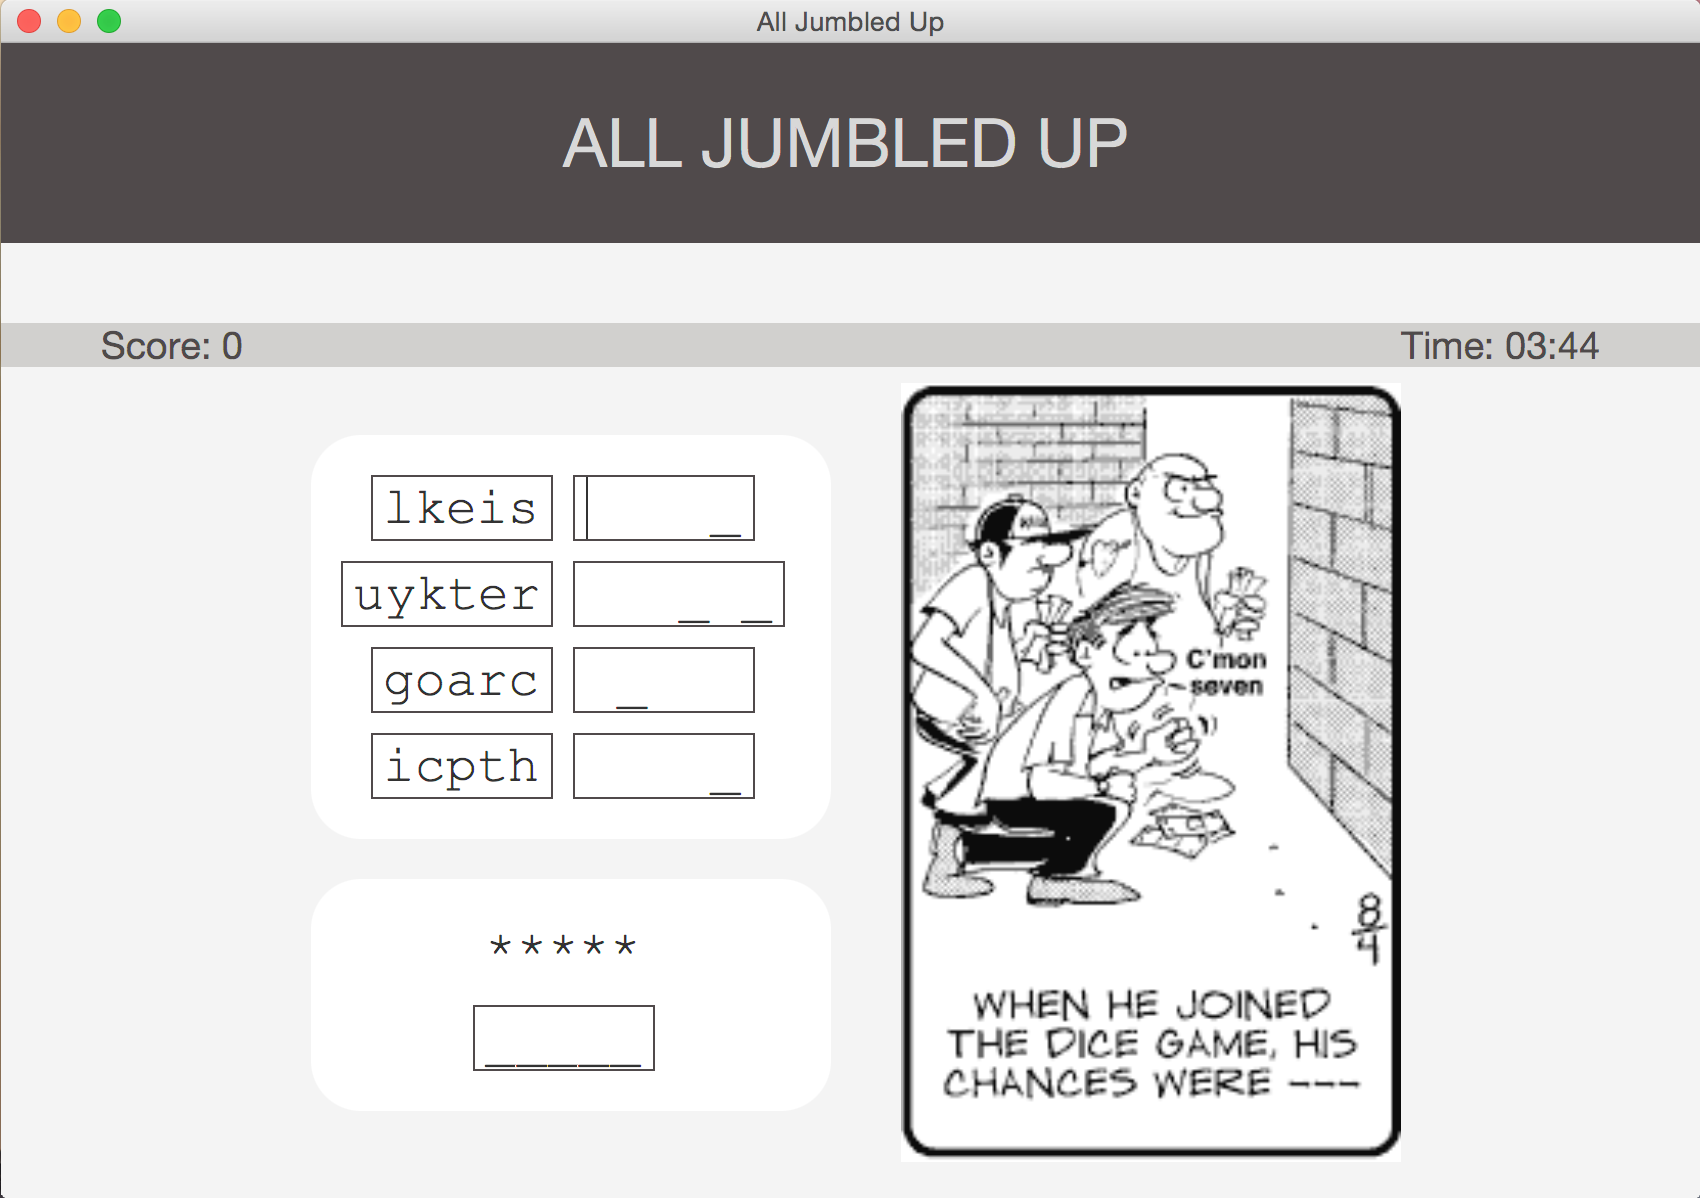 All Jumbled Up
ALL JUMBLED UP
Score: 0
Time: 03:44
lkeis
_
uykter
_ _
goarc
_
icpth
_
*****
_____
C'mon
seven
8/4
WHEN HE JOINED
THE DICE GAME, HIS
CHANCES WERE ---